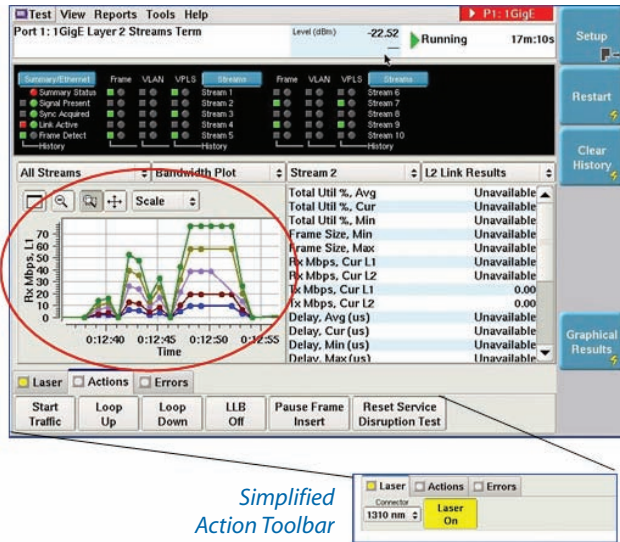 Test View Reports Tools Help
P1: 1GigE
Port 1: 1GigE Layer 2 Streams Term
Level (dBm)
-22.52
Running
17m:10s
Setup
Restart
Clear History
Graphical Results
Summary/Ethernet
Summary Status
Signal Present
Sync Acquired
Link Active
Frame Detect
History
Frame VLAN VPLS Streams
Stream 1
Stream 2
Stream 3
Stream 4
Stream 5
History
Frame VLAN VPLS Streams
Stream 6
Stream 7
Stream 8
Stream 9
Stream 10
History
All Streams
Bandwidth Plot
Stream 2
L2 Link Results
Scale
Rx Mbps, L1
70
60
50
40
30
20
10
0
0:12:40 0:12:45 0:12:50 0:12:55
Time
Total Util %, Avg Unavailable
Total Util %, Cur Unavailable
Total Util %, Min Unavailable
Frame Size, Min Unavailable
Frame Size, Max Unavailable
Rx Mbps, Cur L1 Unavailable
Rx Mbps, Cur L2 Unavailable
Tx Mbps, Cur L1 0.00
Tx Mbps, Cur L2 0.00
Delay, Avg (us) Unavailable
Delay, Cur (us) Unavailable
Delay, Min (us) Unavailable
Delay, Max (us) Unavailable
Laser Actions Errors
Start Traffic
Loop Up
Loop Down
LLB Off
Pause Frame Insert
Reset Service Disruption Test
Simplified
Action Toolbar
Laser Actions Errors
Connector
1310 nm
Laser On